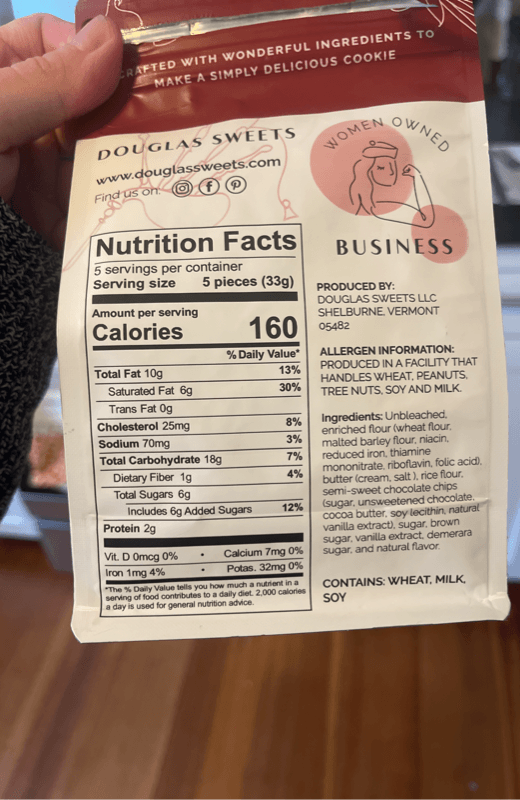 CRAFTED WITH WONDERFUL INGREDIENTS TO
MAKE A SIMPLY DELICIOUS COOKIE
DOUGLAS SWEETS
www.douglassweets.com
Find us on:
WOMEN OWNED
BUSINESS
Nutrition Facts
5 servings per container
Serving size 5 pieces (33g)
Amount per serving
Calories 160
% Daily Value*
Total Fat 10g 13%
Saturated Fat 6g 30%
Trans Fat 0g
Cholesterol 25mg 8%
Sodium 70mg 3%
Total Carbohydrate 18g 7%
Dietary Fiber 1g 4%
Total Sugars 6g
Includes 6g Added Sugars 12%
Protein 2g
Vit. D 0mcg 0% • Calcium 7mg 0%
Iron 1mg 4% • Potas. 32mg 0%
*The % Daily Value tells you how much a nutrient in a
serving of food contributes to a daily diet. 2,000 calories
a day is used for general nutrition advice.
PRODUCED BY:
DOUGLAS SWEETS LLC
SHELBURNE, VERMONT
05482
ALLERGEN INFORMATION:
PRODUCED IN A FACILITY THAT
HANDLES WHEAT, PEANUTS,
TREE NUTS, SOY AND MILK.
Ingredients: Unbleached,
enriched flour (wheat flour,
malted barley flour, niacin,
reduced iron, thiamine
mononitrate, riboflavin, folic acid),
butter (cream, salt ), rice flour,
semi-sweet chocolate chips
(sugar, unsweetened chocolate,
cocoa butter, soy lecithin, natural
vanilla extract), sugar, brown
sugar, vanilla extract, demerara
sugar, and natural flavor.
CONTAINS: WHEAT, MILK,
SOY